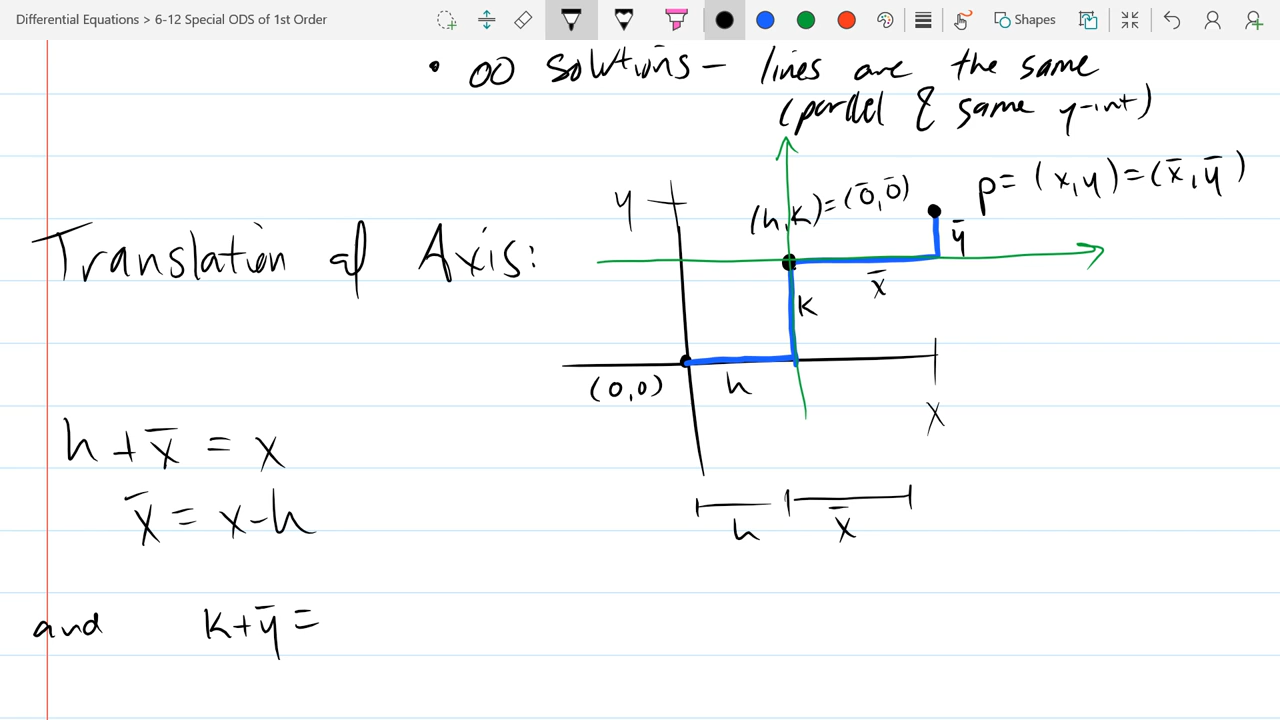 Differential Equations > 6-12 Special ODS of 1st Order
Shapes
• ∞ solutions – lines are the same
(parallel & same y-int)
Translation of Axis:
y
(h,k)=(0̄,0̄)
p= (x,y)=(x̄,ȳ)
ȳ
x̄
k
(0,0)
h
x
h
x̄
h + x̄ = x
x̄ = x-h
and k+ȳ =